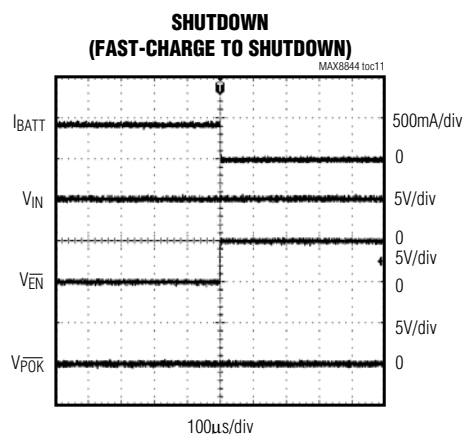 SHUTDOWN
(FAST-CHARGE TO SHUTDOWN)
MAX8844 toc11
IBATT
500mA/div
0
VIN
5V/div
0
5V/div
VEN
0
5V/div
VPOK
0
100μs/div